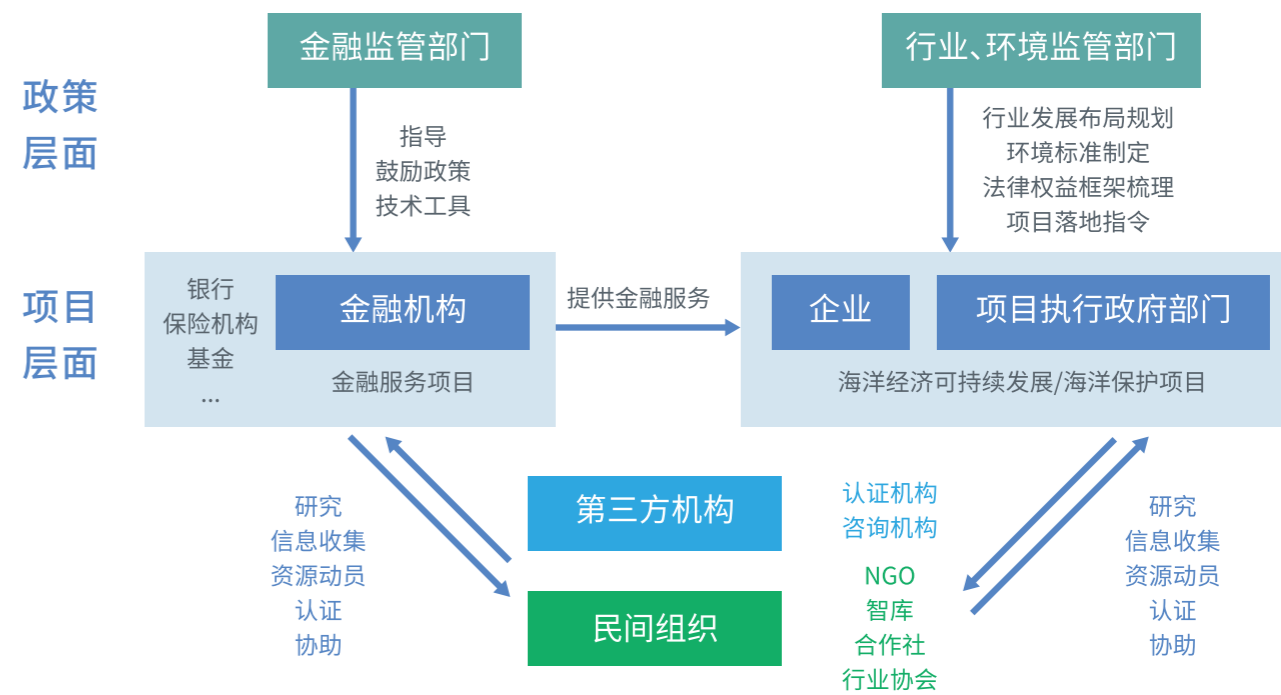 金融监管部门
行业、环境监管部门
政策
层面
指导
鼓励政策
技术工具
行业发展布局规划
环境标准制定
法律权益框架梳理
项目落地指令
项目
层面
银行
保险机构
基金
...
金融机构
金融服务项目
提供金融服务
企业
项目执行政府部门
海洋经济可持续发展/海洋保护项目
研究
信息收集
资源动员
认证
协助
第三方机构
民间组织
认证机构
咨询机构
NGO
智库
合作社
行业协会
研究
信息收集
资源动员
认证
协助